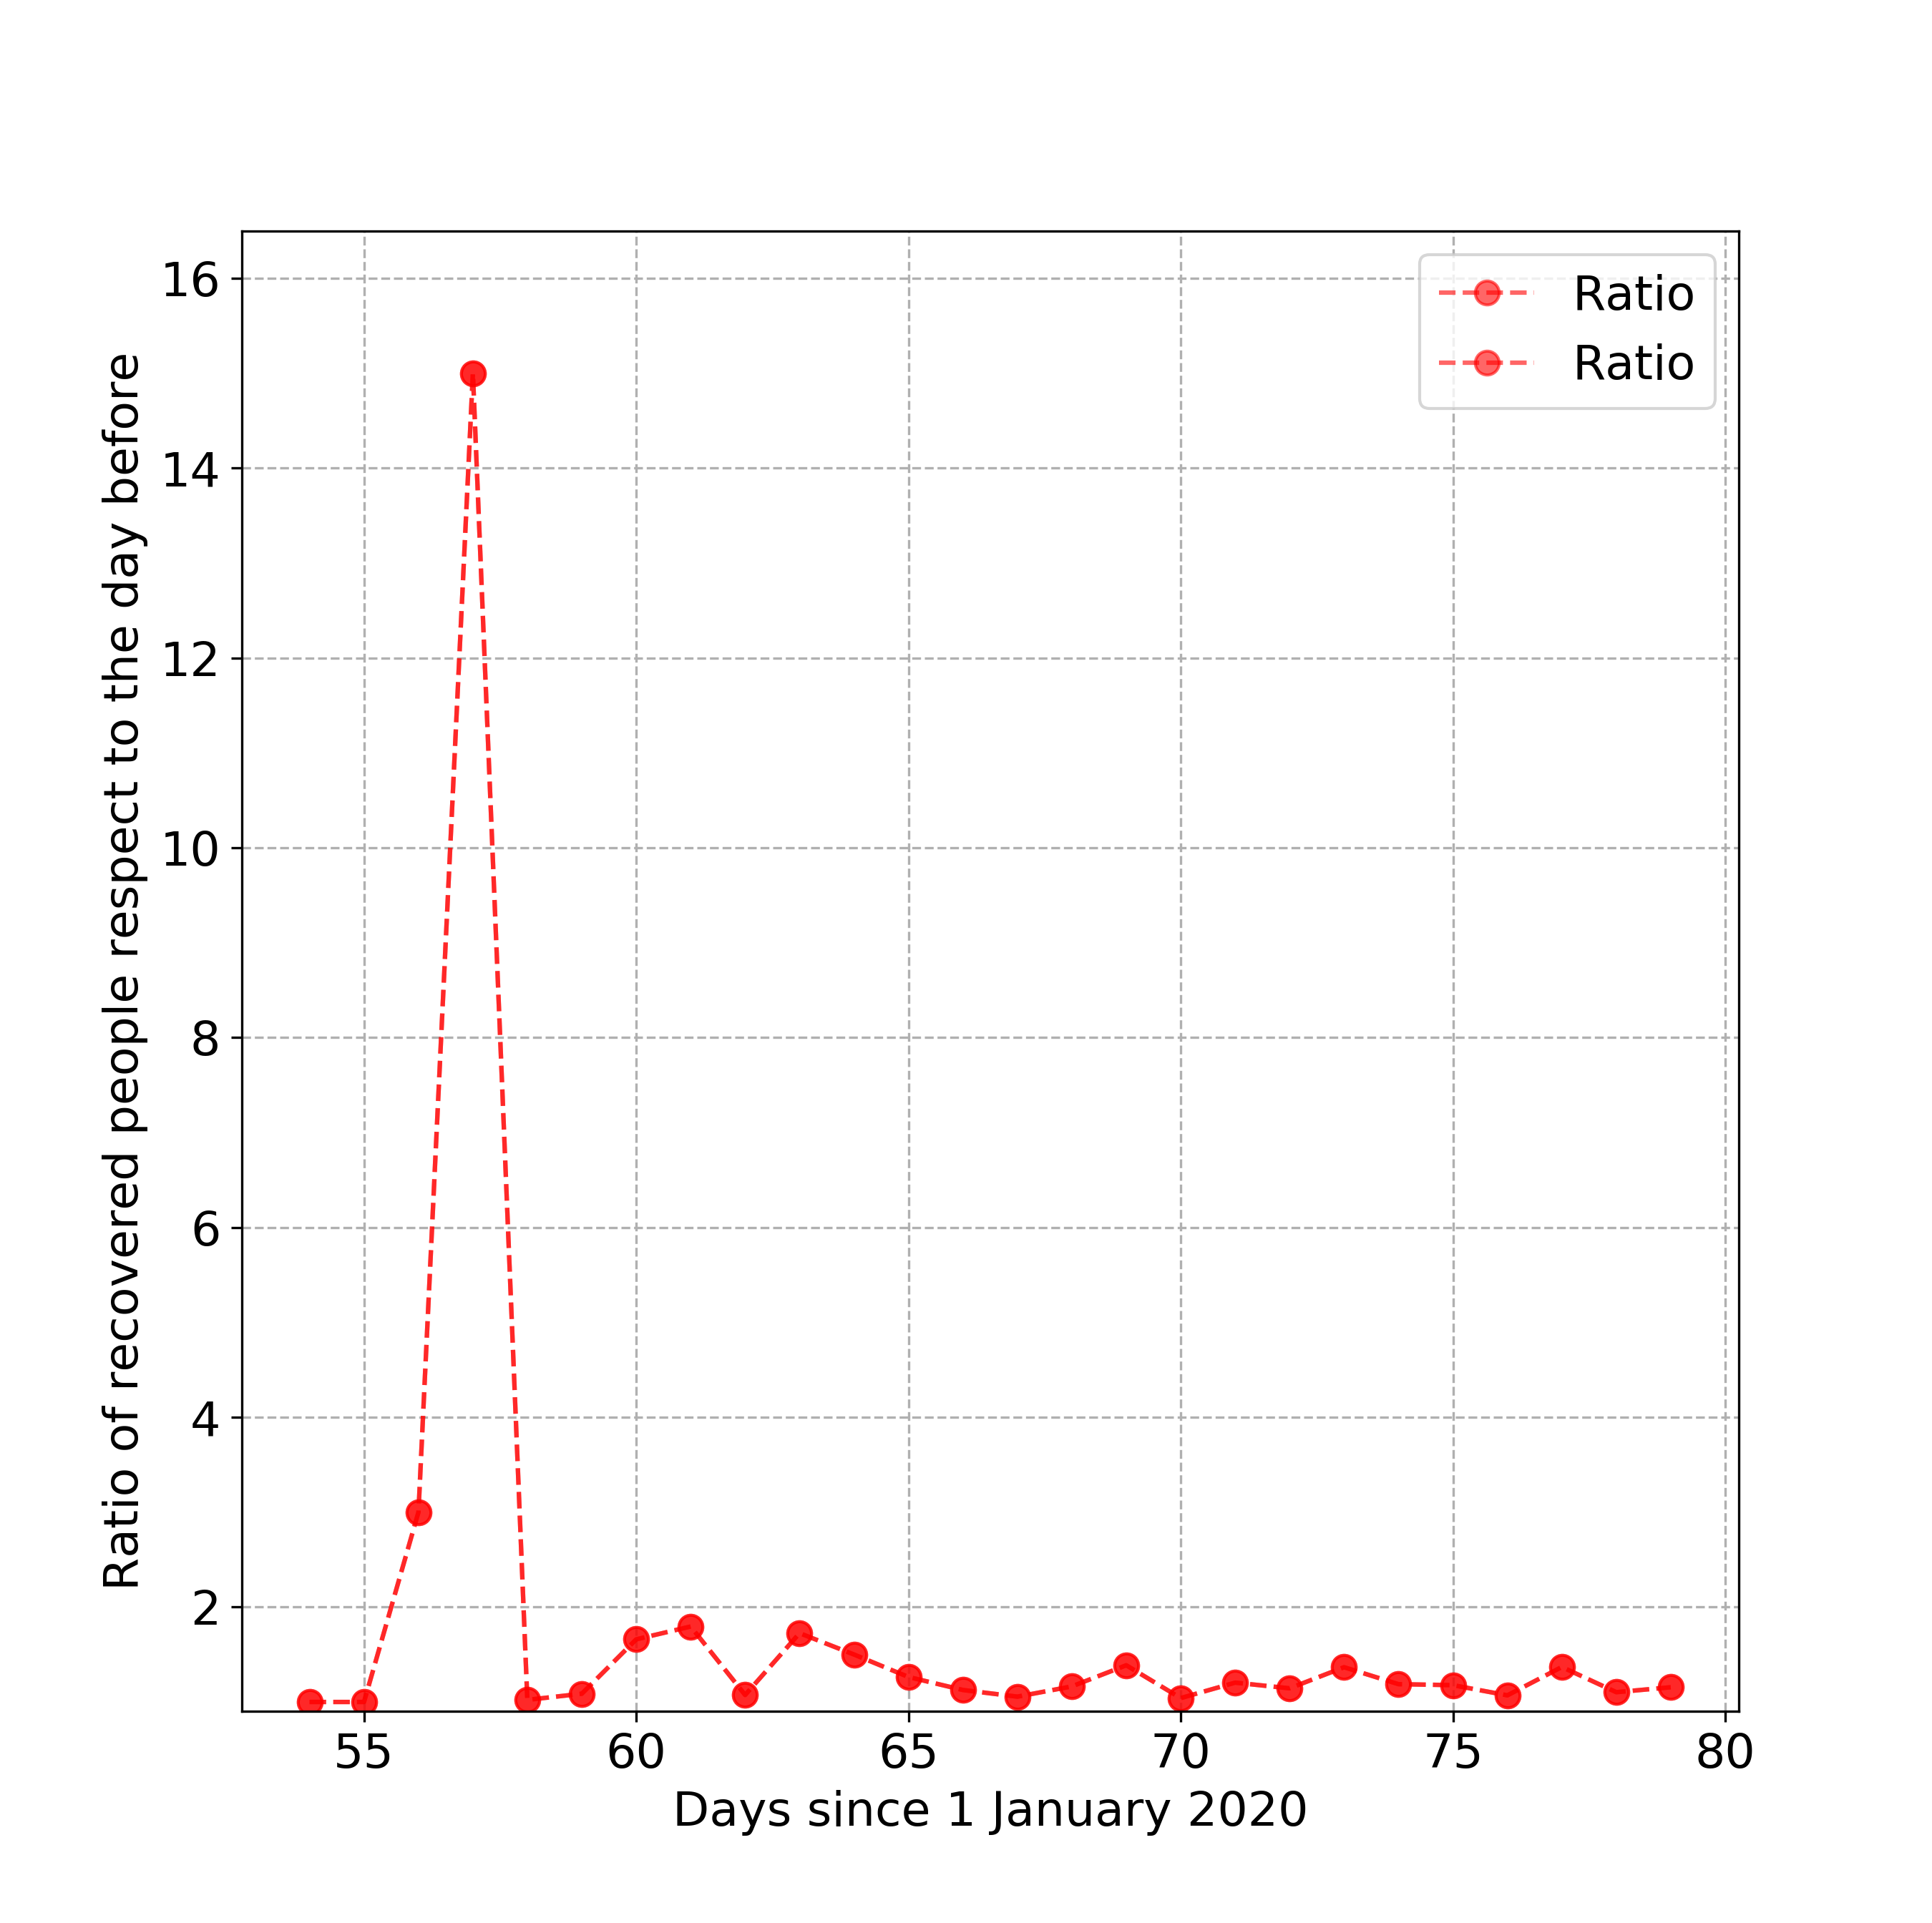 Ratio
Ratio
Ratio of recovered people respect to the day before
16
14
12
10
8
6
4
2
55 60 65 70 75 80
Days since 1 January 2020